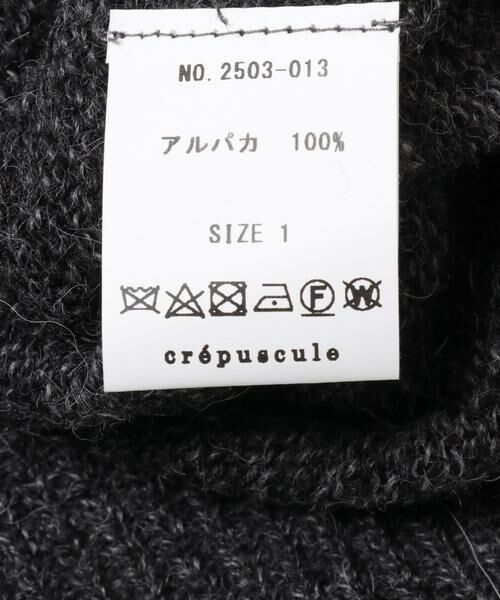 NO. 2503-013
アルパカ 100%
SIZE 1
F W
crépuscule